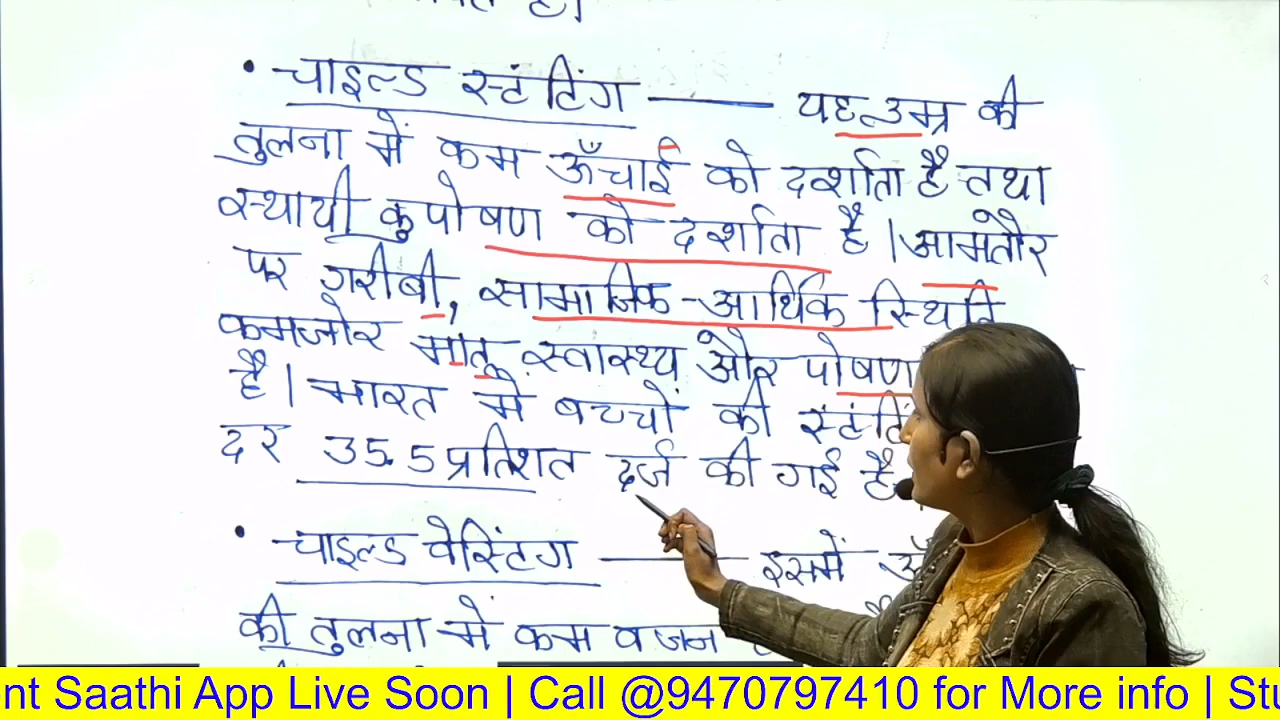 • चाइल्ड स्टंटिंग — यह उम्र की
तुलना में कम ऊँचाई को दर्शाता है तथा
स्थायी कुपोषण को दर्शाता है। आमतौर
पर गरीबी, सामाजिक-आर्थिक स्थिति
कमजोर मातृ स्वास्थ्य और पोषण
है। भारत में बच्चों की
दर 35.5 प्रतिशत दर्ज की गई है
• चाइल्ड वेस्टिंग — इसमें
की तुलना में कम वजन
nt Saathi App Live Soon | Call @9470797410 for More info | Stu